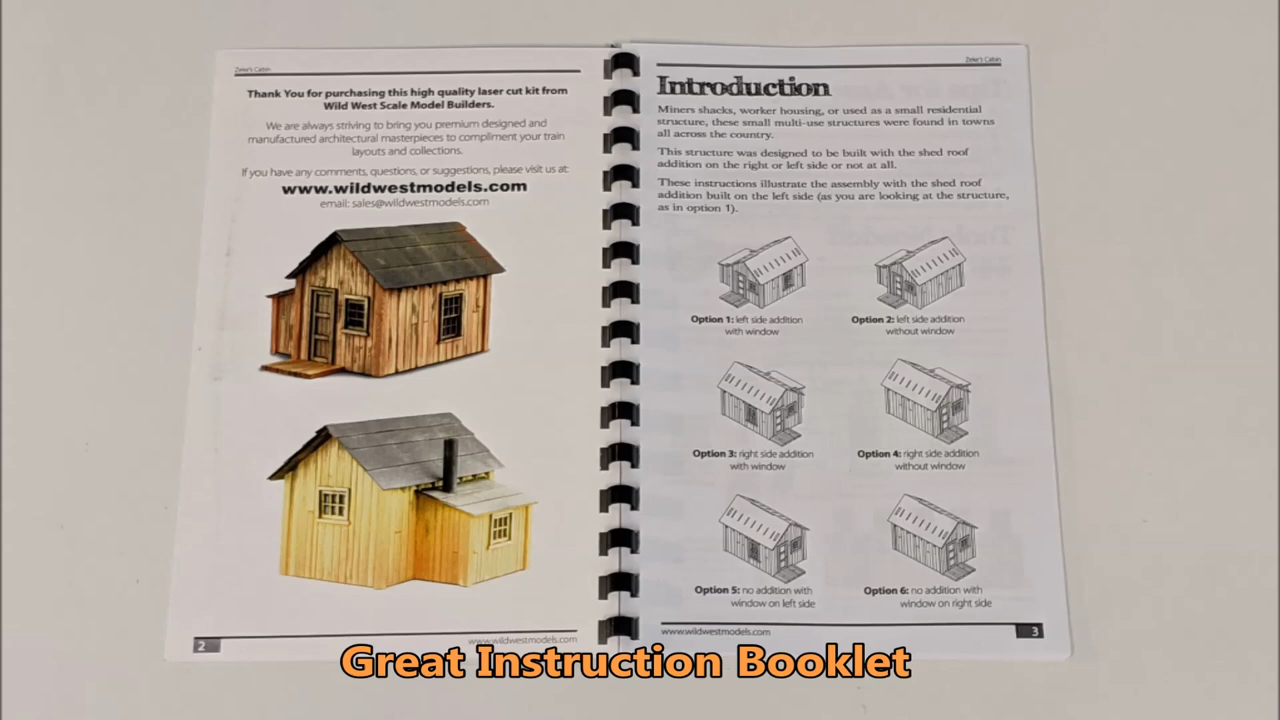 Zeke's Cabin
Thank You for purchasing this high quality laser cut kit from
Wild West Scale Model Builders.
We are always striving to bring you premium designed and
manufactured architectural masterpieces to compliment your train
layouts and collections.
If you have any comments, questions, or suggestions, please visit us at:
www.wildwestmodels.com
email: sales@wildwestmodels.com
2
www.wildwestmodels.com
Zeke's Cabin
Introduction
Miners shacks, worker housing, or used as a small residential
structure, these small multi-use structures were found in towns
all across the country.
This structure was designed to be built with the shed roof
addition on the right or left side or not at all.
These instructions illustrate the assembly with the shed roof
addition built on the left side (as you are looking at the structure,
as in option 1).
Option 1: left side addition
with window
Option 2: left side addition
without window
Option 3: right side addition
with window
Option 4: right side addition
without window
Option 5: no addition with
window on left side
Option 6: no addition with
window on right side
www.wildwestmodels.com
3
Great Instruction Booklet